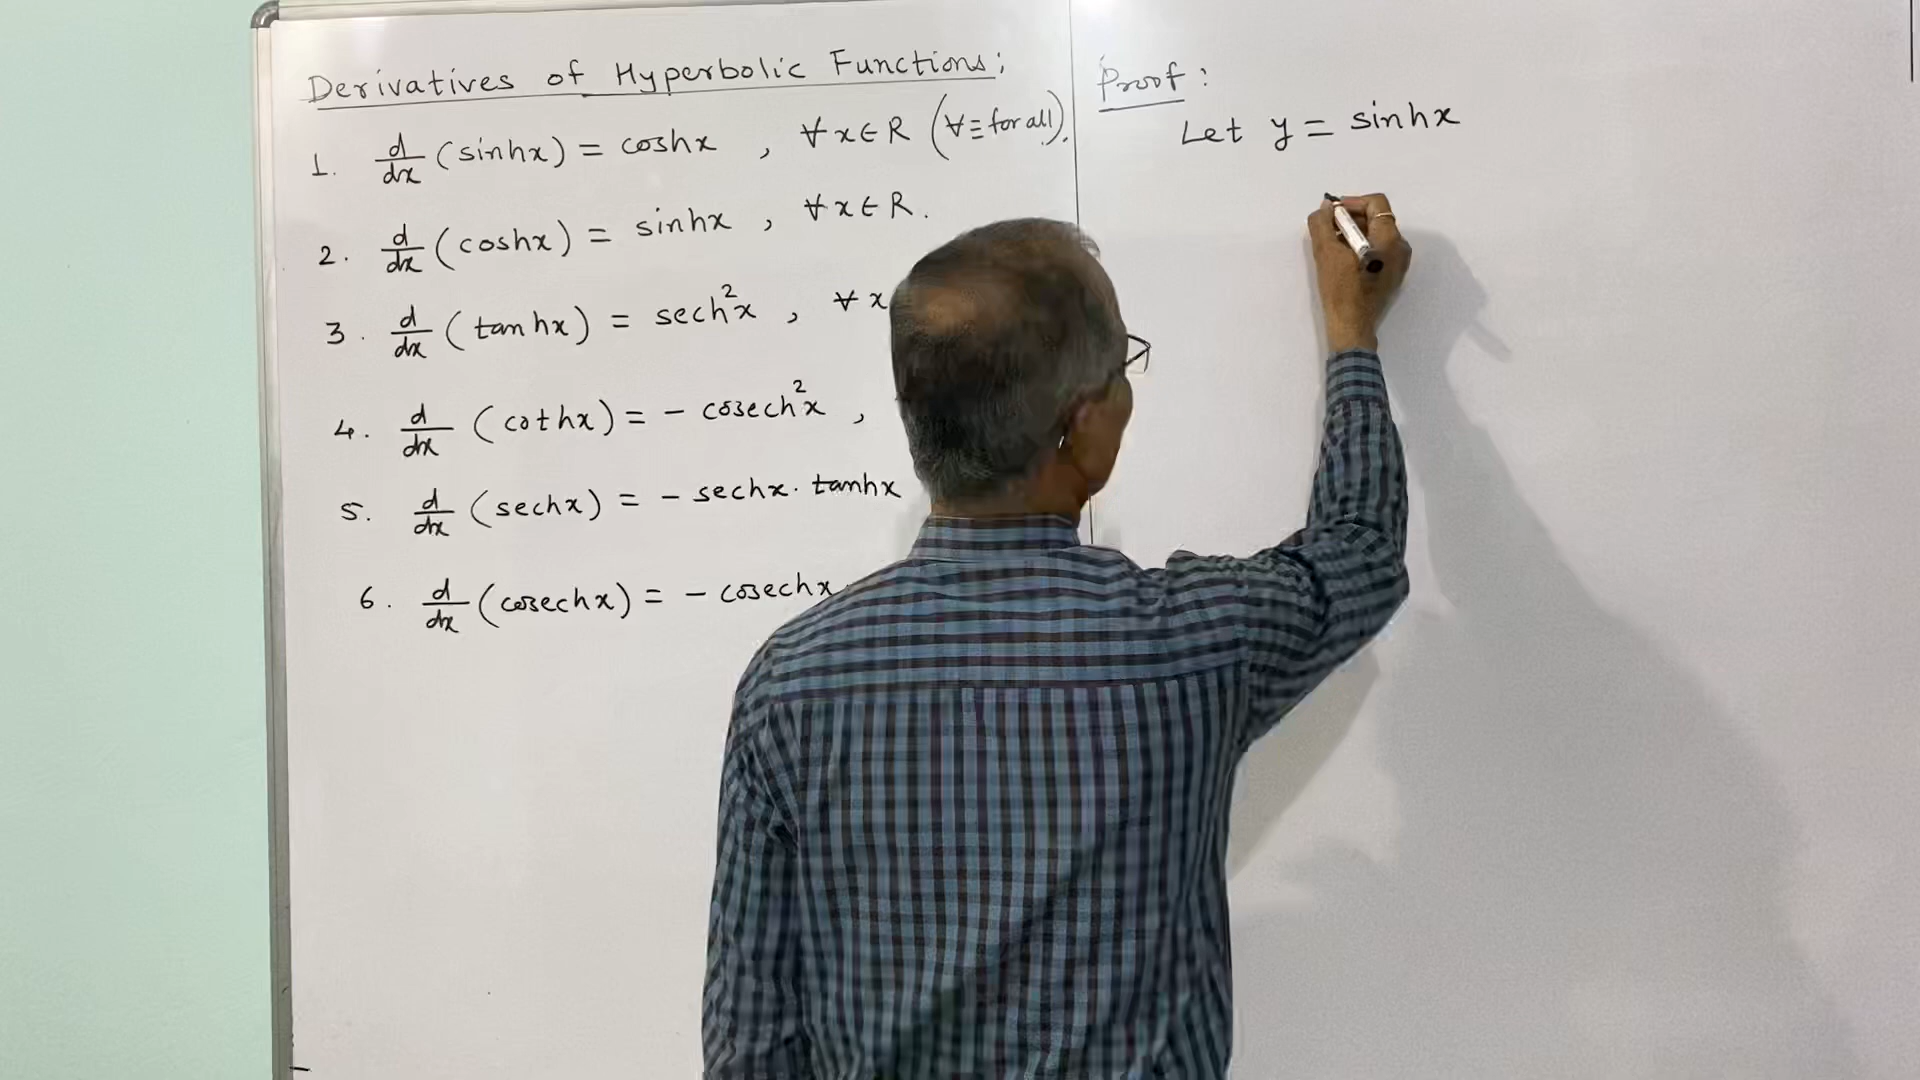 Derivatives of Hyperbolic Functions:
1. d/dx (sinhx) = coshx , ∀ x ∈ R (∀ ≡ for all).
2. d/dx (coshx) = sinhx , ∀ x ∈ R.
3. d/dx (tanhx) = sech²x , ∀ x
4. d/dx (cothx) = - cosech²x ,
5. d/dx (sechx) = - sechx. tanhx
6. d/dx (cosechx) = - cosechx.
Proof :
Let y = sinhx